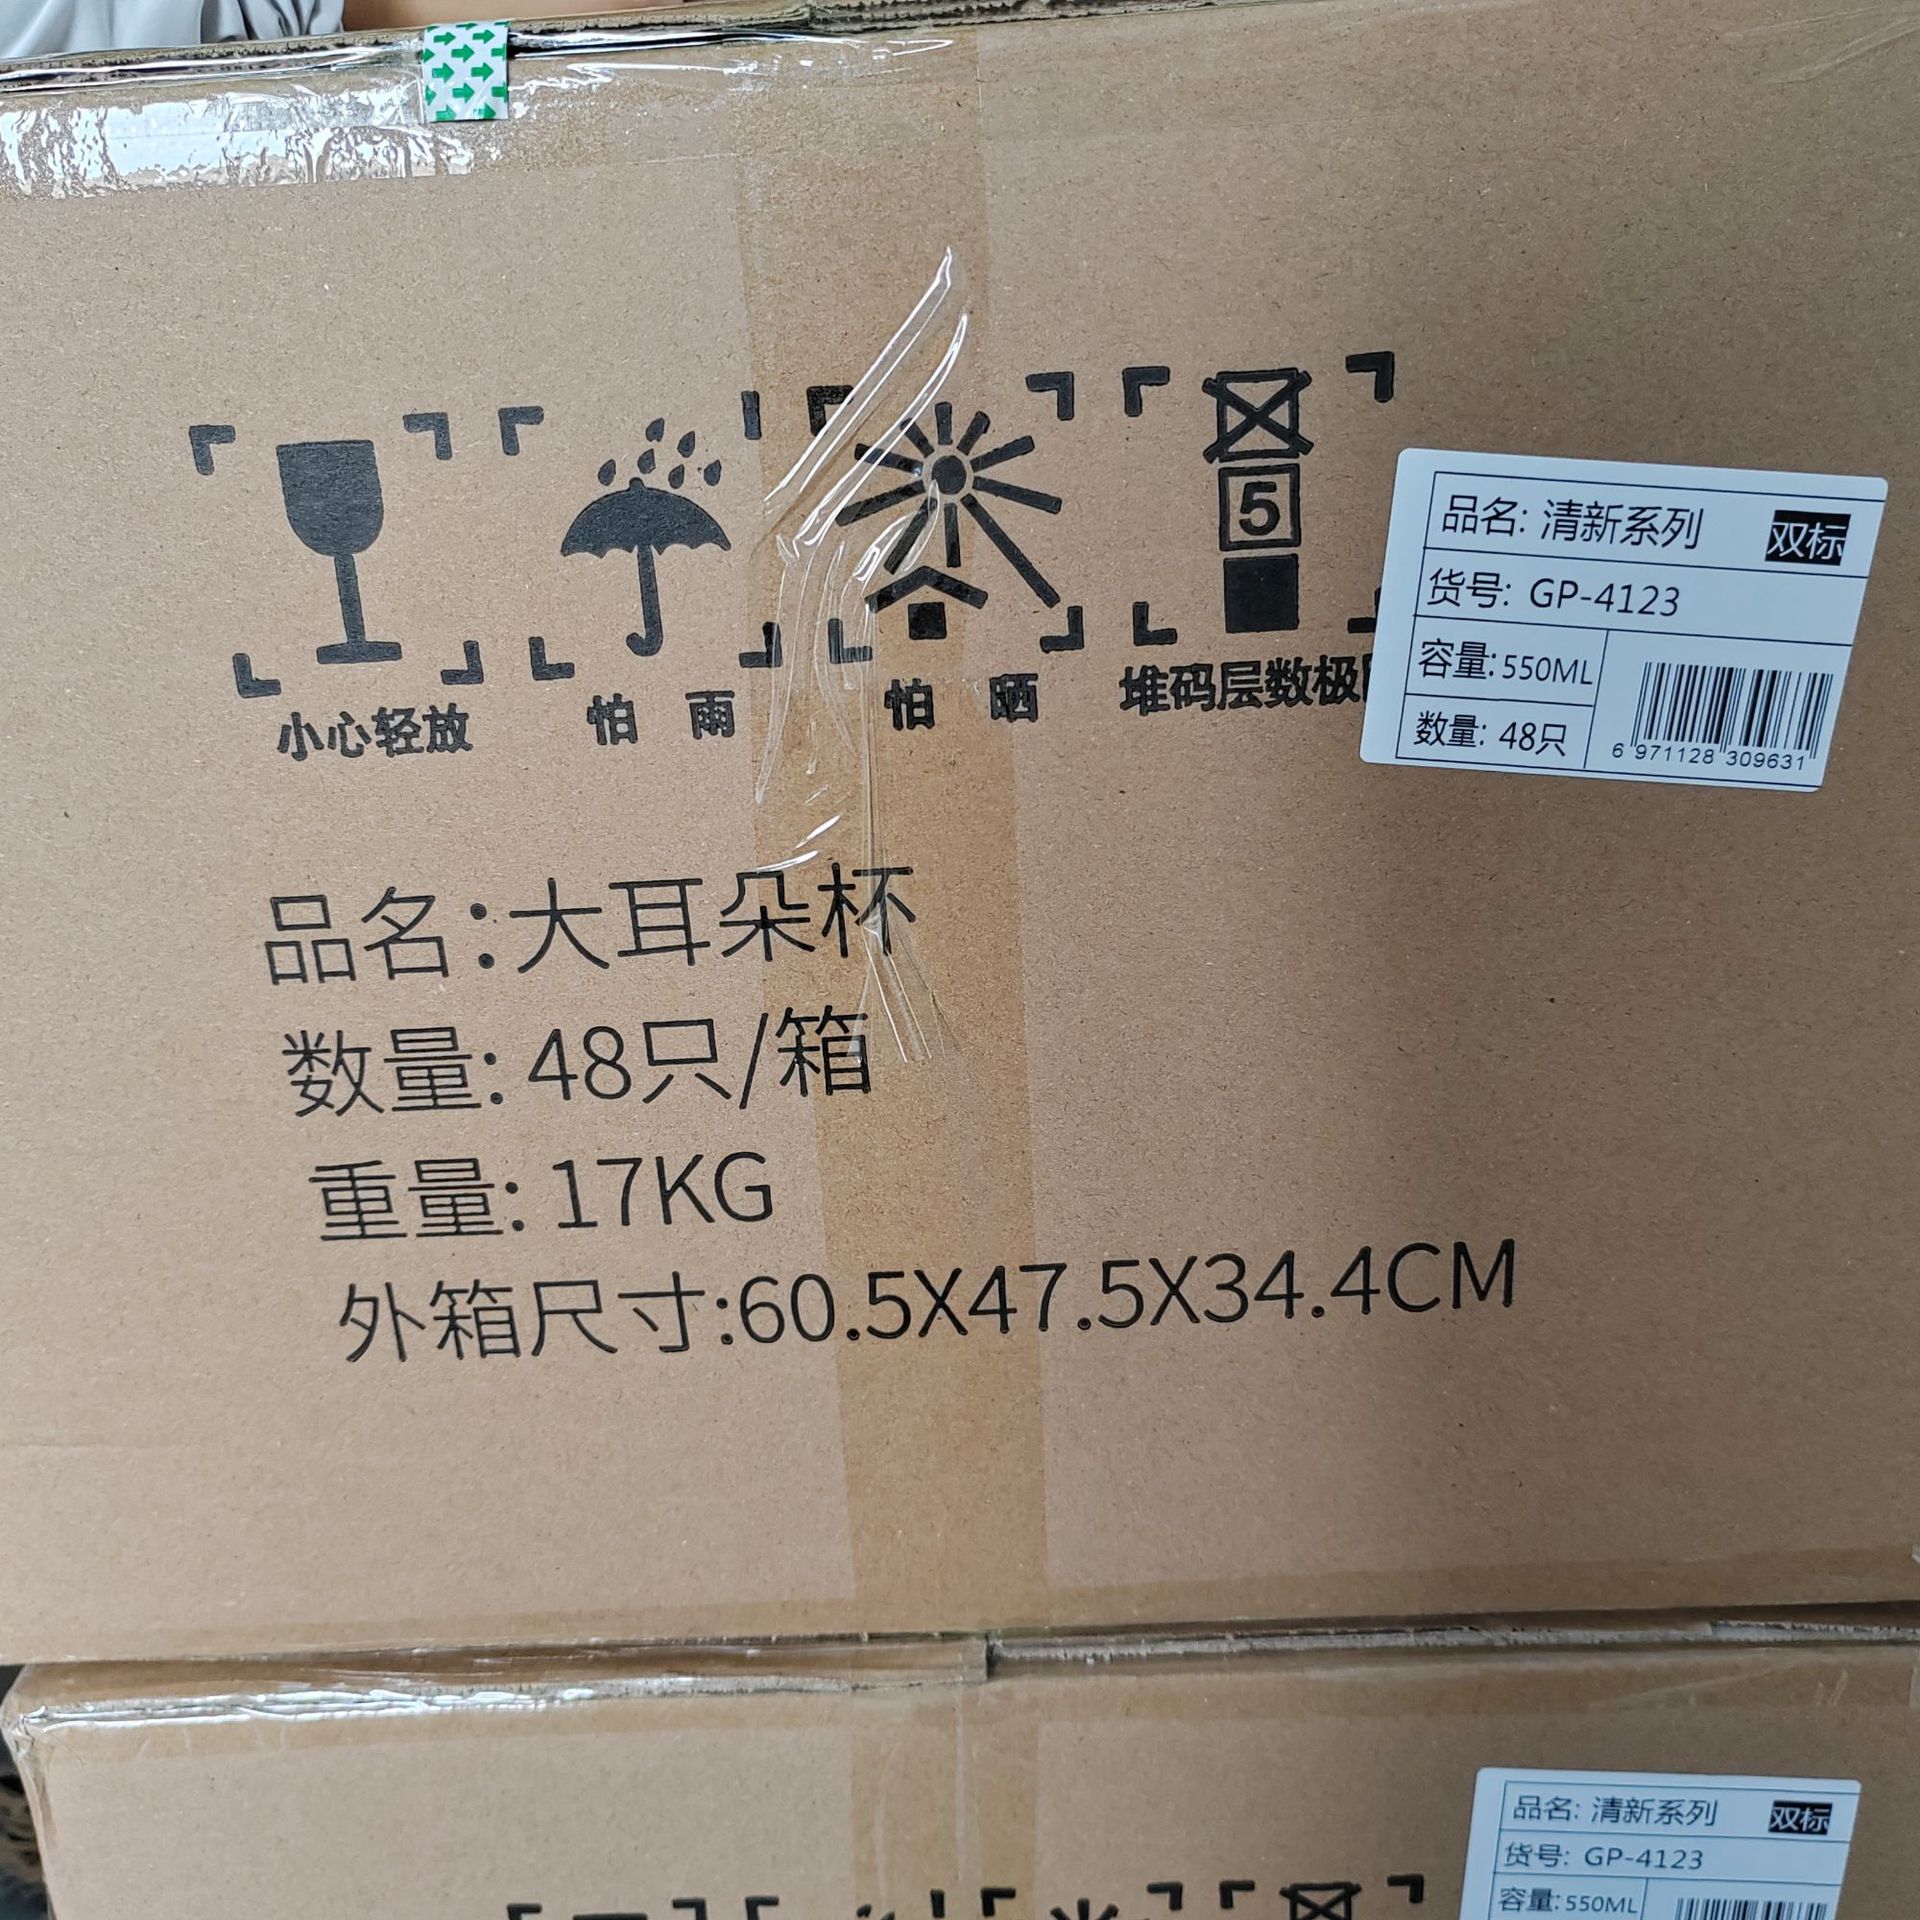 5
小心轻放
怕 雨
怕 晒
堆码层数极
品名: 清新系列 双标
货号: GP-4123
容量: 550ML
数量: 48只
6 971128 309631
品名:大耳朵杯
数量: 48只/箱
重量: 17KG
外箱尺寸:60.5X47.5X34.4CM
品名: 清新系列 双标
货号: GP-4123
容量: 550ML